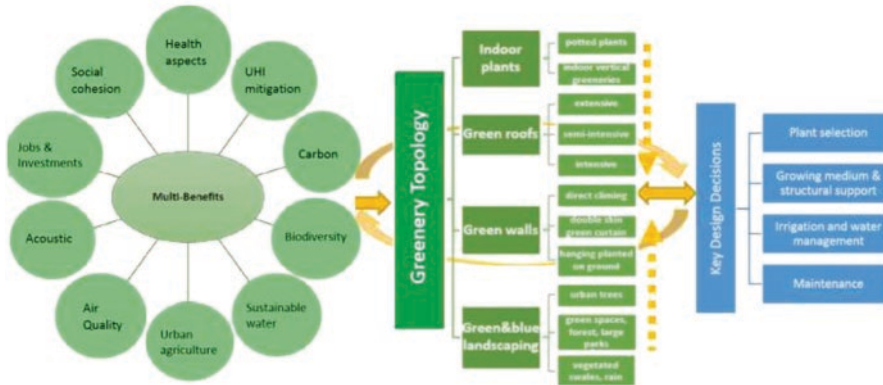 Health
aspects
UHI
mitigation
Carbon
Biodiversity
Sustainable
water
Urban
agriculture
Air
Quality
Acoustic
Jobs &
Investments
Social
cohesion
Multi-Benefits
Greenery Topology
Indoor
plants
potted plants
indoor vertical
greeneries
Green roofs
extensive
semi-intensive
intensive
Green walls
direct climing
double skin
green curtain
hanging planted
on ground
Green&blue
landscaping
urban trees
green spaces,
forest, large
parks
vegetated
swales, rain
Key Design Decisions
Plant selection
Growing medium &
structural support
Irrigation and water
management
Maintenance